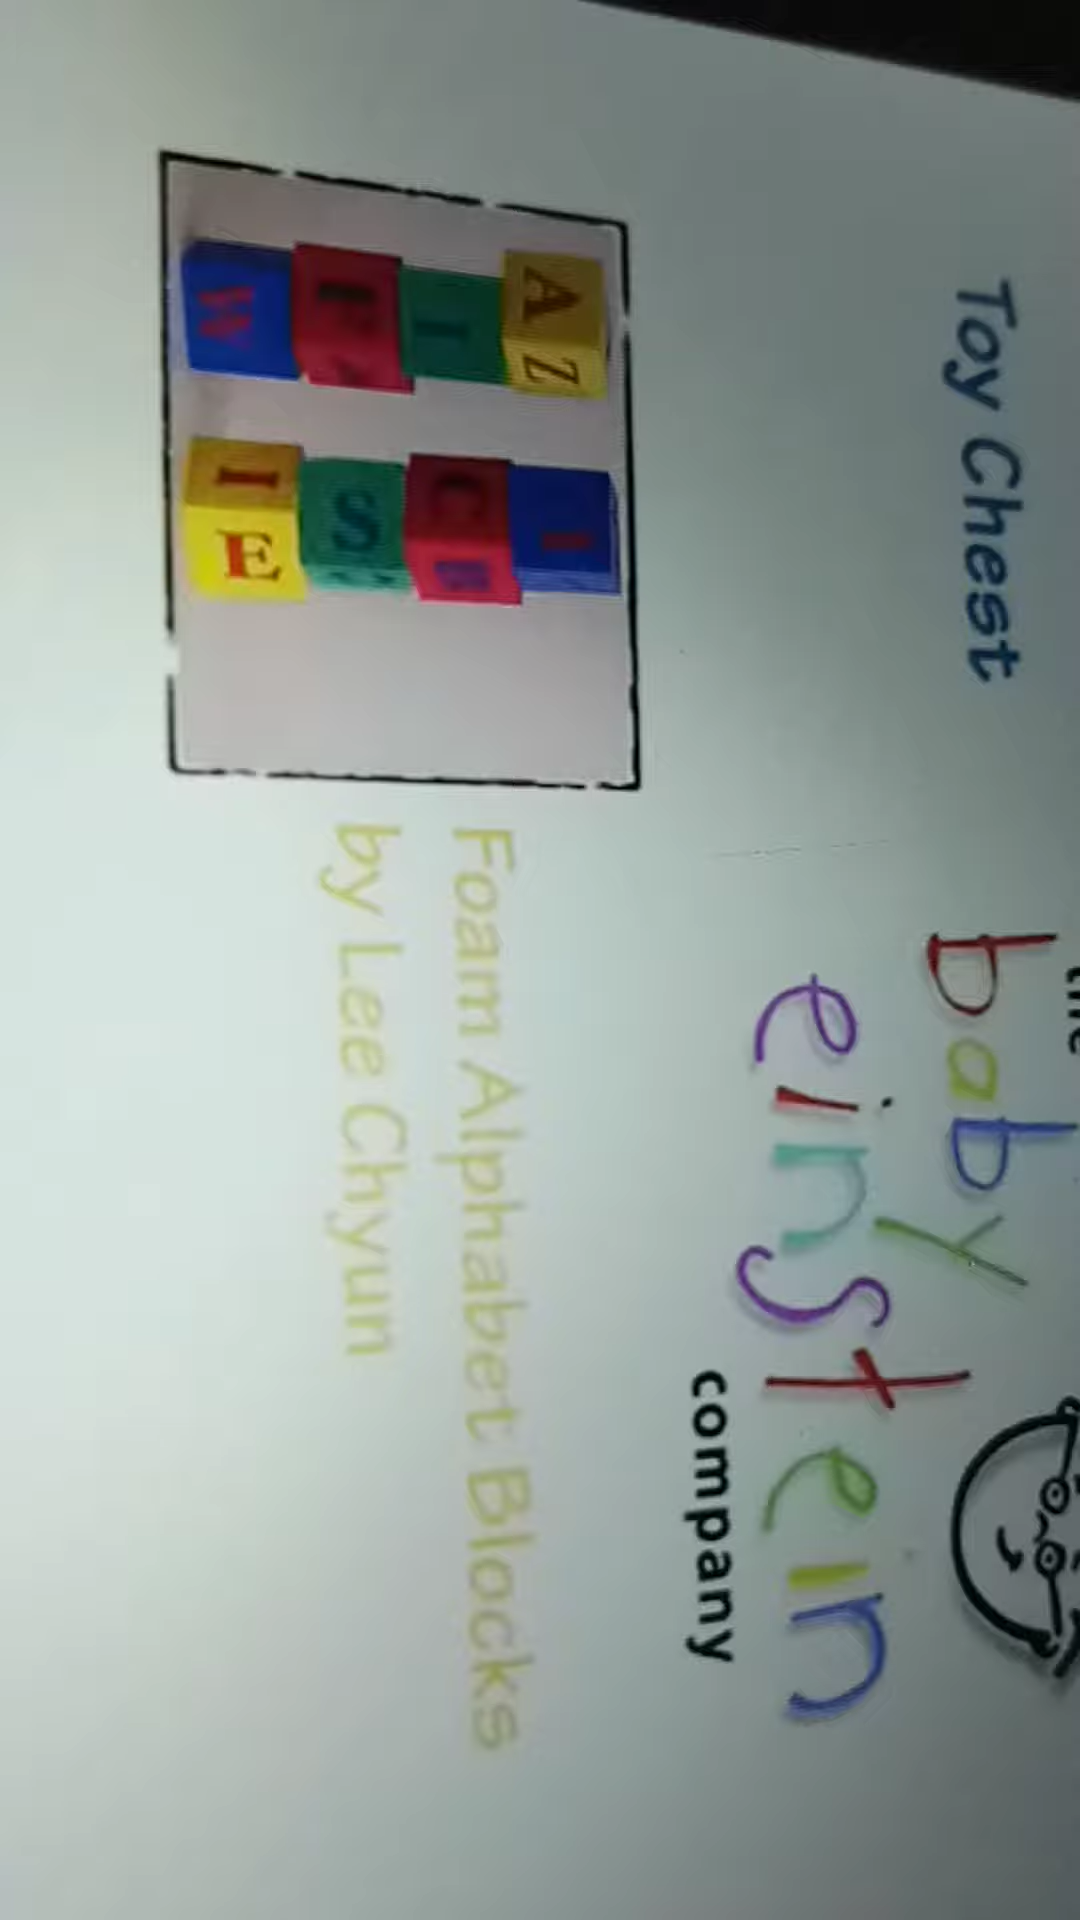 Toy Chest
the
baby
einstein
company
A
Z
I
S
C
E
W
Foam Alphabet Blocks
by Lee Chyun